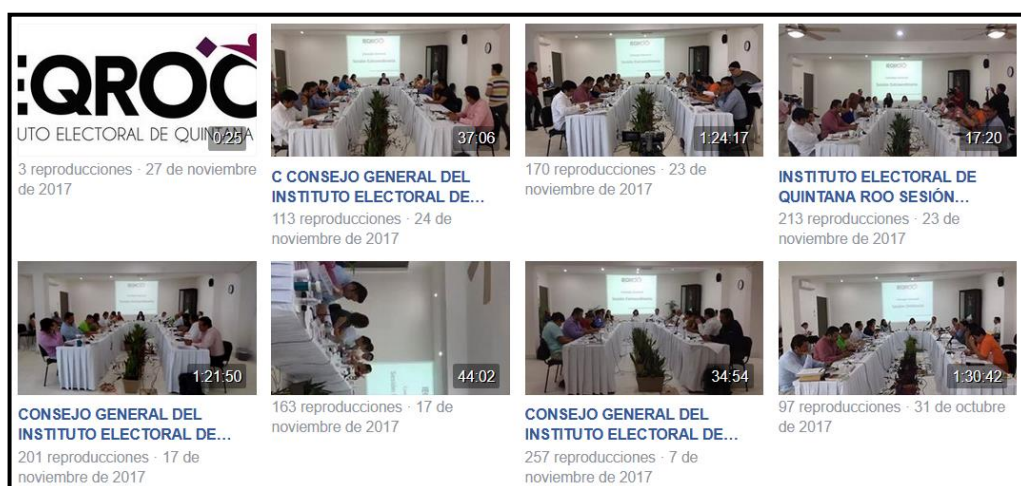 EQROO
UTO ELECTORAL DE QUINTANA
0:25
3 reproducciones · 27 de noviembre
de 2017
37:06
C CONSEJO GENERAL DEL
INSTITUTO ELECTORAL DE...
113 reproducciones · 24 de
noviembre de 2017
1:24:17
170 reproducciones · 23 de
noviembre de 2017
17:20
INSTITUTO ELECTORAL DE
QUINTANA ROO SESIÓN...
213 reproducciones · 23 de
noviembre de 2017
1:21:50
CONSEJO GENERAL DEL
INSTITUTO ELECTORAL DE...
201 reproducciones · 17 de
noviembre de 2017
44:02
163 reproducciones · 17 de
noviembre de 2017
34:54
CONSEJO GENERAL DEL
INSTITUTO ELECTORAL DE...
257 reproducciones · 7 de
noviembre de 2017
1:30:42
97 reproducciones · 31 de octubre
de 2017